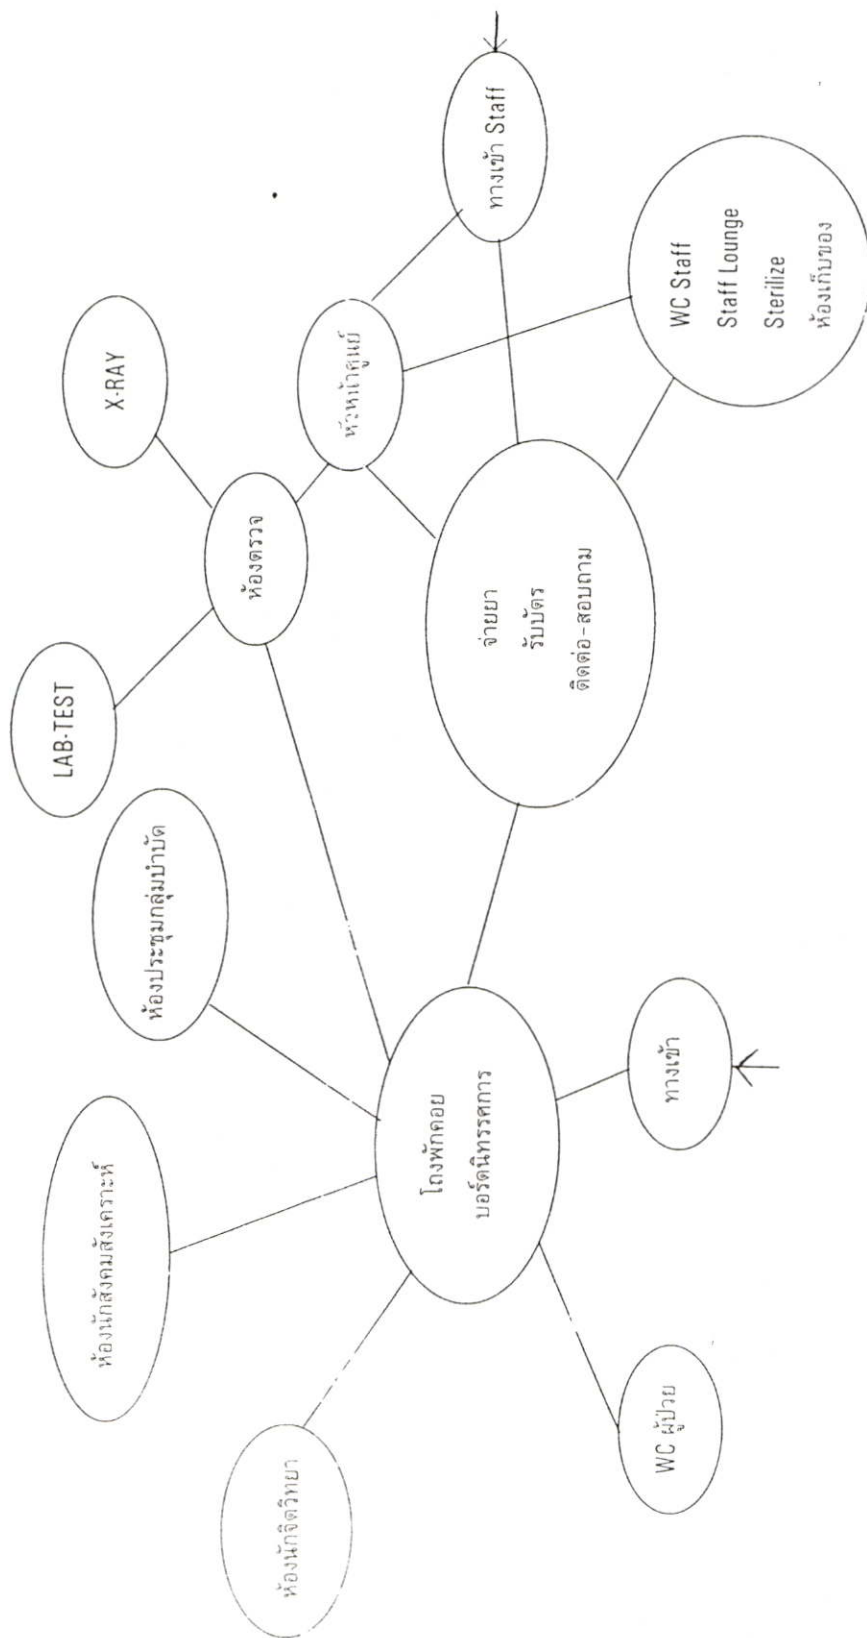 ห้องนักจิตวิทยา
ห้องนักสังคมสังเคราะห์
ห้องประชุมกลุ่มบำบัด
LAB-TEST
X-RAY
ห้องตรวจ
หัวหน้าศูนย์
ทางเข้า Staff
โถงพักคอย
บอร์ดนิทรรศการ
จ่ายยา
รับบัตร
ติดต่อ-สอบถาม
WC Staff
Staff Lounge
Sterilize
ห้องเก็บของ
WC ผู้ป่วย
ทางเข้า